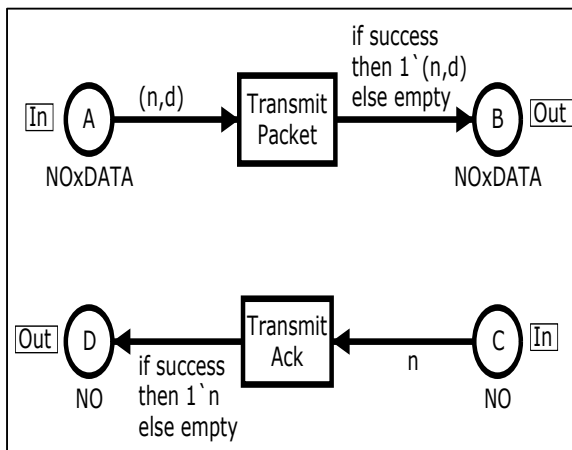 if success
then 1`(n,d)
else empty
(n,d)
In
A
Transmit
Packet
B
Out
NOxDATA
NOxDATA
Out
D
Transmit
Ack
C
In
n
if success
then 1`n
else empty
NO
NO